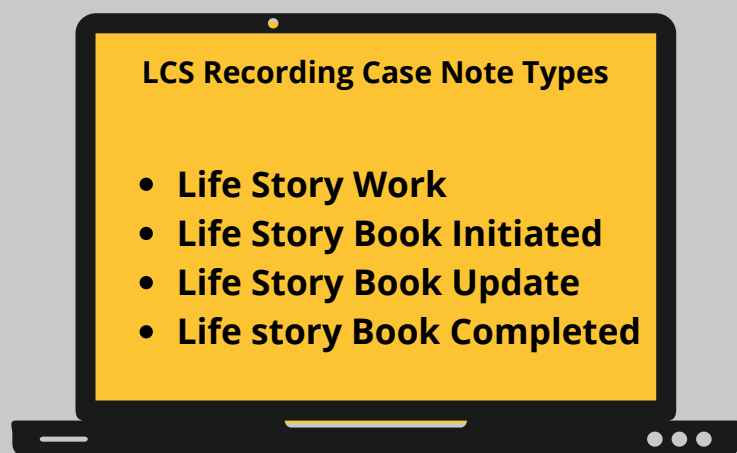 LCS Recording Case Note Types
• Life Story Work
• Life Story Book Initiated
• Life Story Book Update
• Life story Book Completed